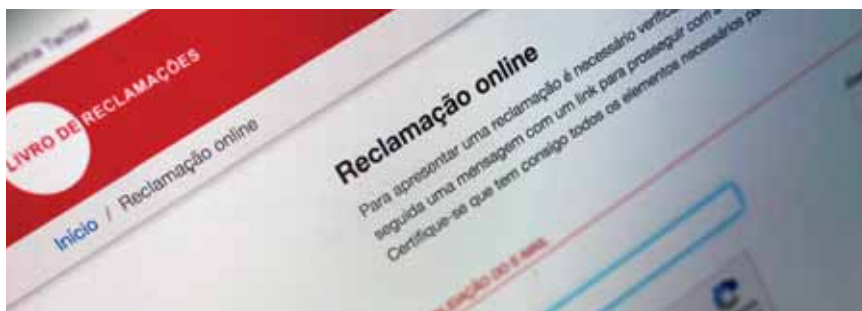 LIVRO DE RECLAMAÇÕES
Início / Reclamação online
Reclamação online
Para apresentar uma reclamação é necessário
seguida uma mensagem com um link para prosseguir com a
Certifique-se que tem consigo todos os elementos necessários